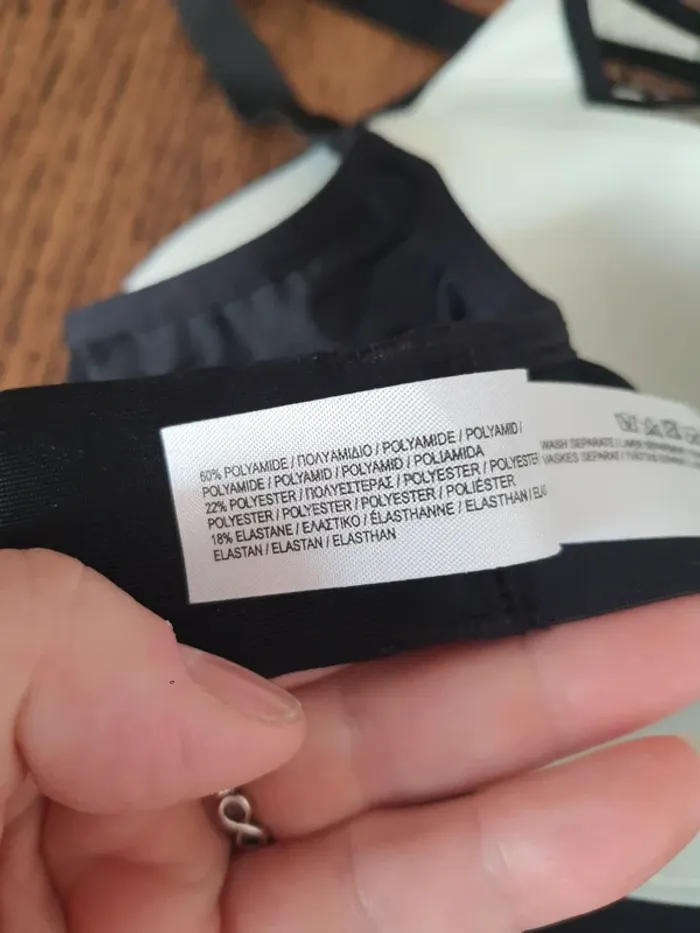 60% POLYAMIDE / ΠΟΛΥΑΜΙΔΙΟ / POLYAMIDE / POLYAMID /
POLYAMIDE / POLYAMID / POLYAMID / POLIAMIDA
22% POLYESTER / ΠΟΛΥΕΣΤΕΡΑΣ / POLYESTER / POLYESTER
POLYESTER / POLYESTER / POLYESTER / POLIÉSTER
18% ELASTANE / ΕΛΑΣΤΙΚΟ / ÉLASTHANNE / ELASTHAN / ELAS
ELASTAN / ELASTAN / ELASTHAN
WASH SEPARATE /
VASKES SEPARAT /